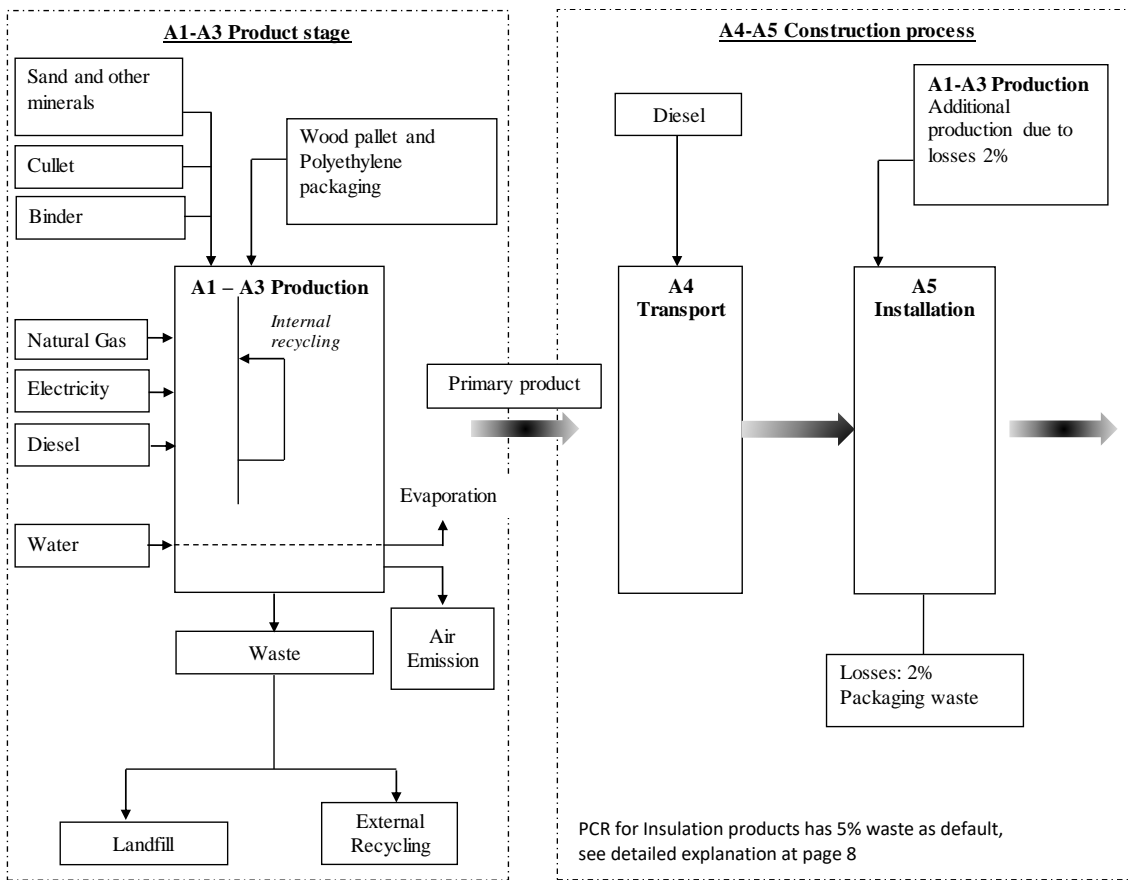 A1-A3 Product stage
Sand and other
minerals
Cullet
Binder
Wood pallet and
Polyethylene
packaging
A1 – A3 Production
Internal
recycling
Natural Gas
Electricity
Diesel
Water
Evaporation
Air
Emission
Waste
Landfill
External
Recycling
Primary product
A4-A5 Construction process
Diesel
A1-A3 Production
Additional
production due to
losses 2%
A4
Transport
A5
Installation
Losses: 2%
Packaging waste
PCR for Insulation products has 5% waste as default,
see detailed explanation at page 8